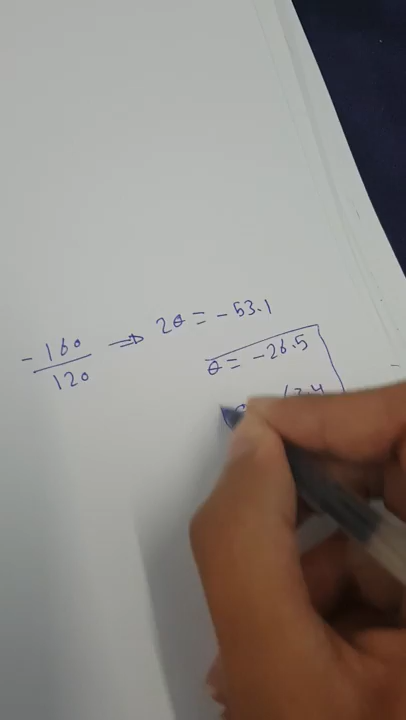 -160/120 ⇒ 2θ = -53.1
θ = -26.5